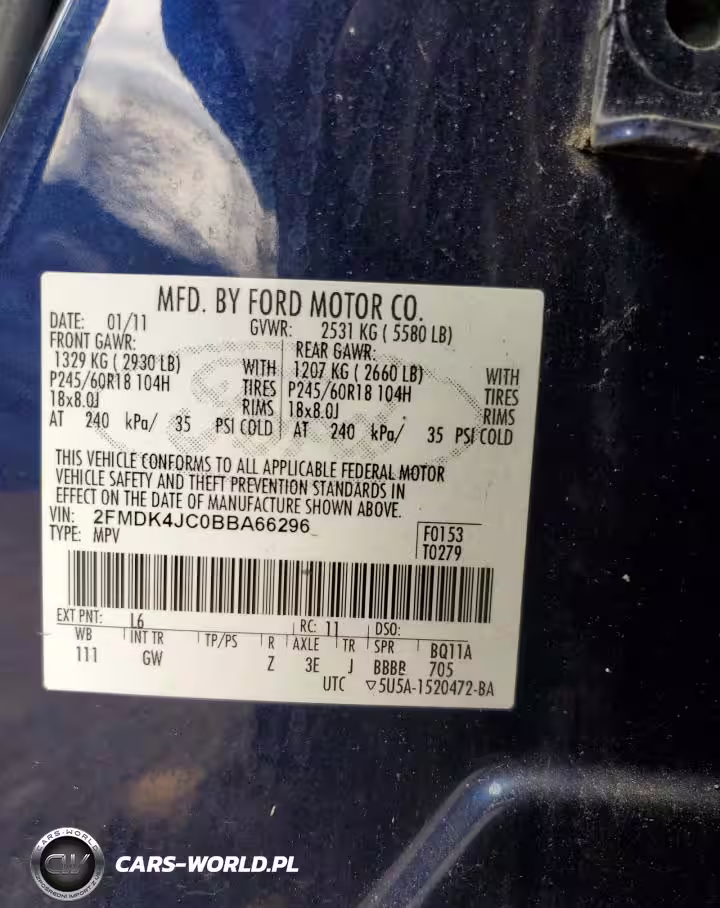 MFD. BY FORD MOTOR CO.
DATE: 01/11 GVWR: 2531 KG ( 5580 LB)
FRONT GAWR: REAR GAWR:
1329 KG ( 2930 LB) WITH 1207 KG ( 2660 LB) WITH
P245/60R18 104H TIRES P245/60R18 104H TIRES
18x8.0J RIMS 18x8.0J RIMS
AT 240 kPa/ 35 PSI COLD AT 240 kPa/ 35 PSI COLD
THIS VEHICLE CONFORMS TO ALL APPLICABLE FEDERAL MOTOR
VEHICLE SAFETY AND THEFT PREVENTION STANDARDS IN
EFFECT ON THE DATE OF MANUFACTURE SHOWN ABOVE.
VIN: 2FMDK4JC0BBA66296
TYPE: MPV
F0153
T0279
EXT PNT: L6 RC: 11 DSO:
WB INT TR TP/PS R AXLE TR SPR BQ11A
111 GW Z 3E J BBBB 705
UTC ▽5U5A-1520472-BA
CARS-WORLD
CW
CARS-WORLD.PL